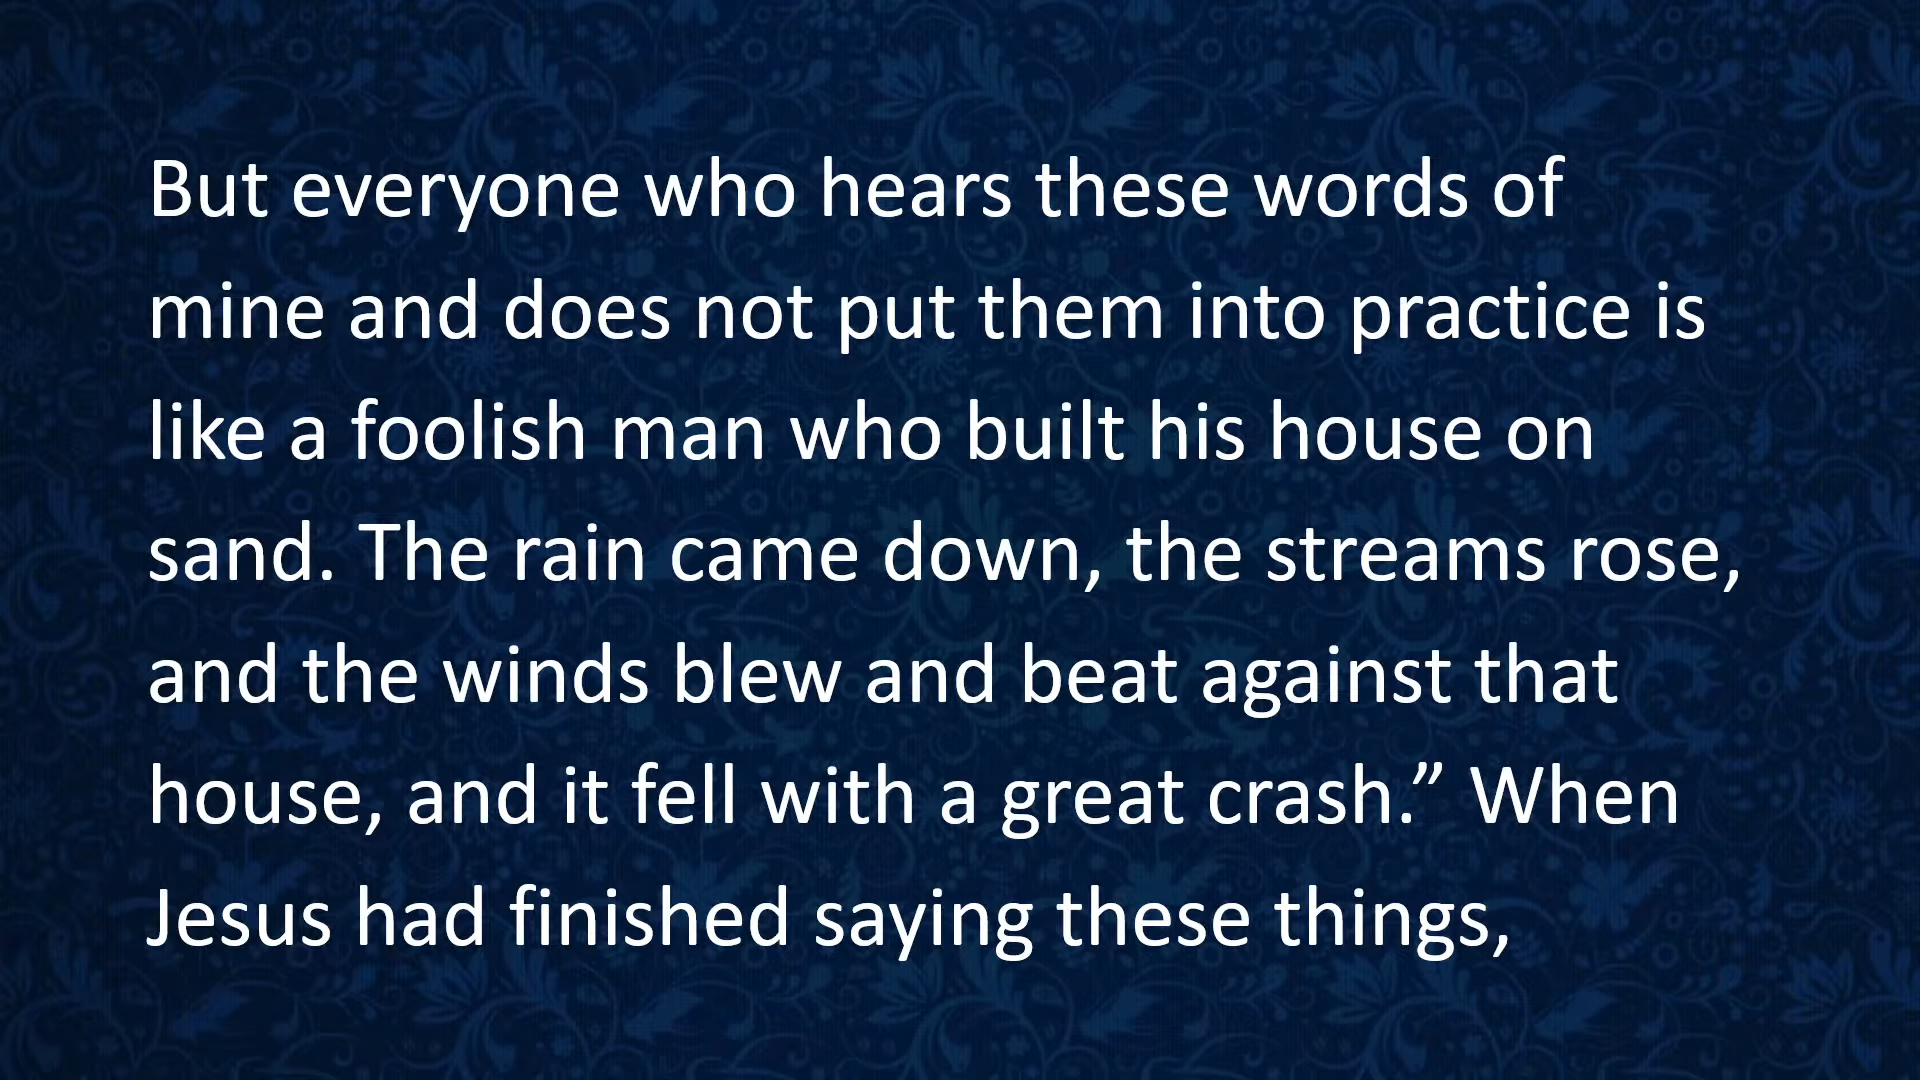 But everyone who hears these words of
mine and does not put them into practice is
like a foolish man who built his house on
sand. The rain came down, the streams rose,
and the winds blew and beat against that
house, and it fell with a great crash.” When
Jesus had finished saying these things,